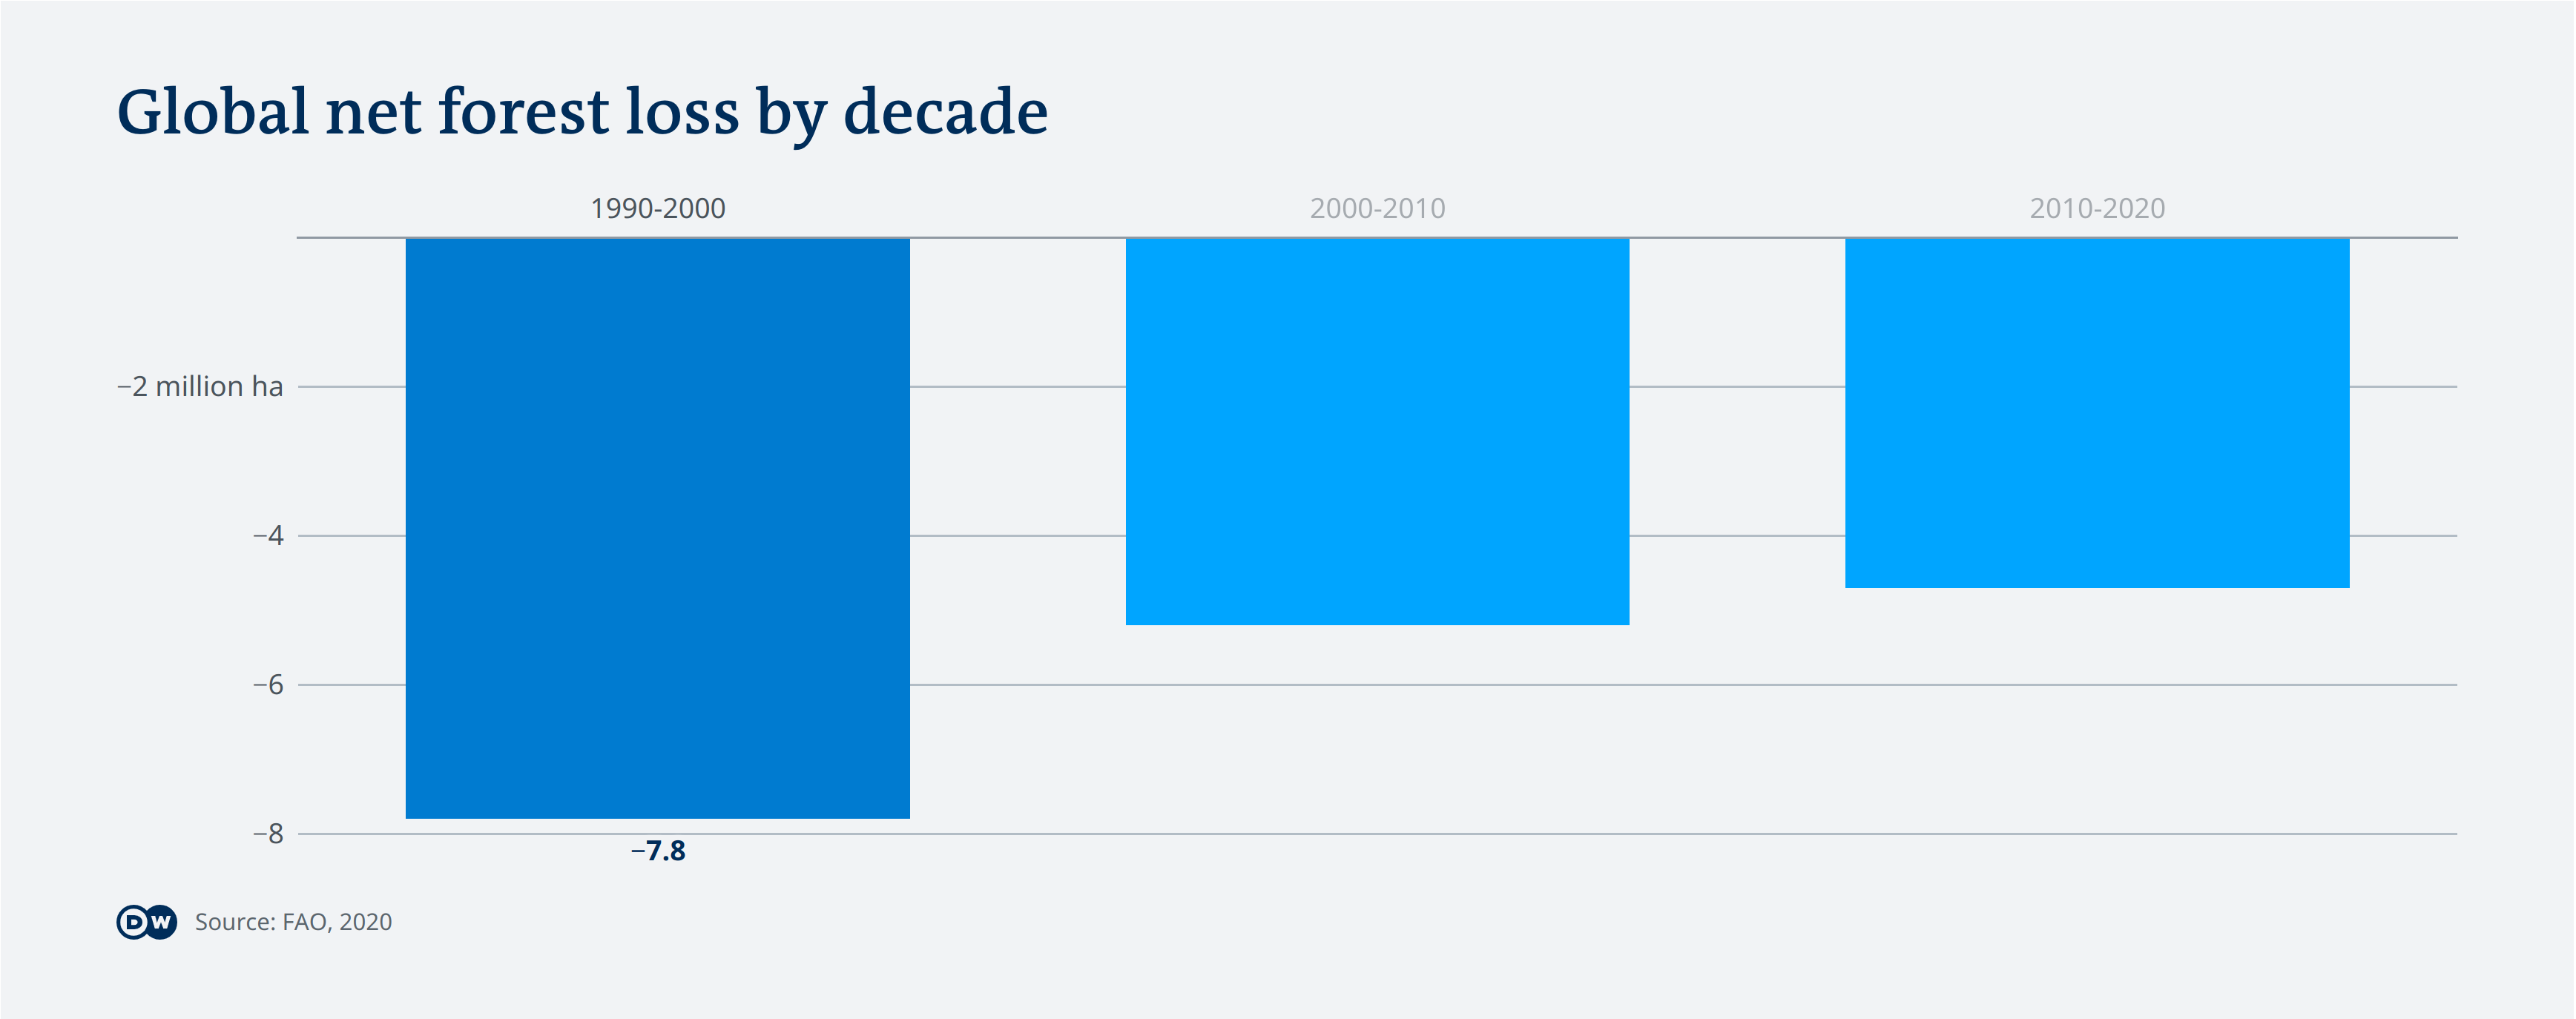 Global net forest loss by decade
1990-2000 2000-2010 2010-2020
−2 million ha
−4
−6
−8
−7.8
DW Source: FAO, 2020